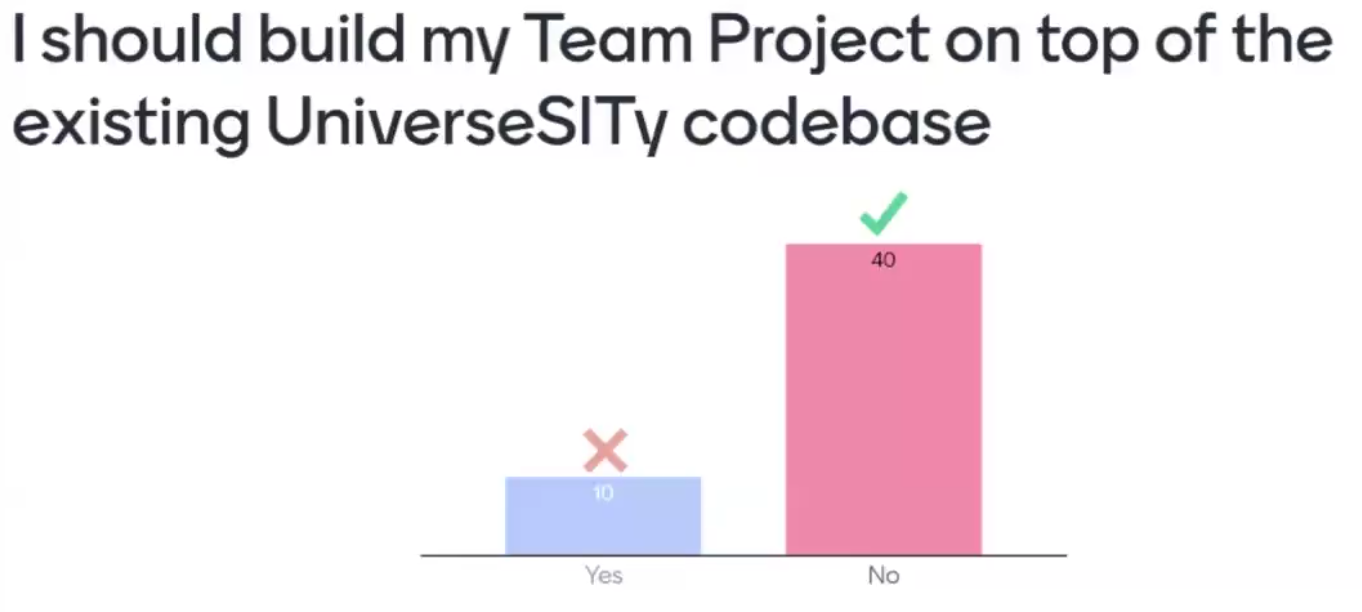 I should build my Team Project on top of the
existing UniverseSITy codebase
40
10
Yes
No